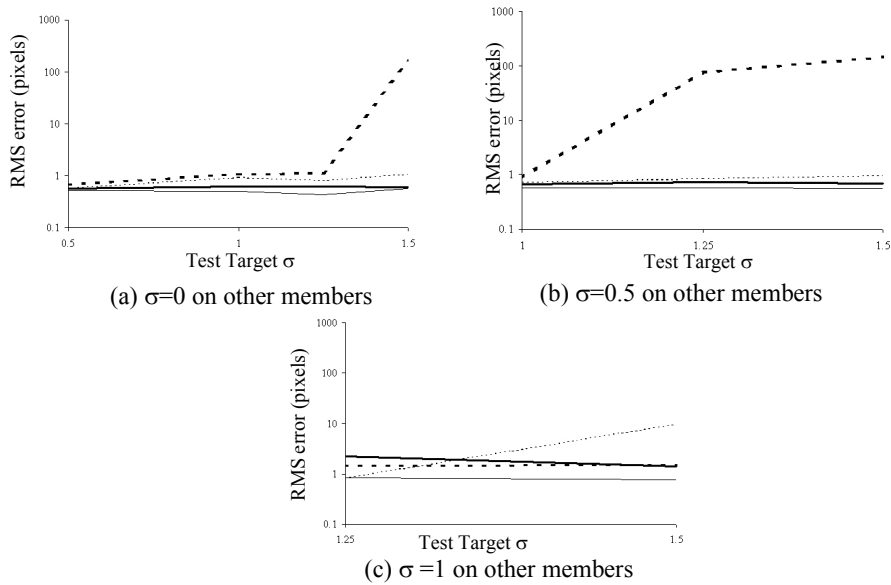 1000
100
10
1
0.1
RMS error (pixels)
0.5 1 1.5
Test Target σ
(a) σ=0 on other members
1000
100
10
1
0.1
RMS error (pixels)
1 1.25 1.5
Test Target σ
(b) σ=0.5 on other members
1000
100
10
1
0.1
RMS error (pixels)
1.25 1.5
Test Target σ
(c) σ =1 on other members